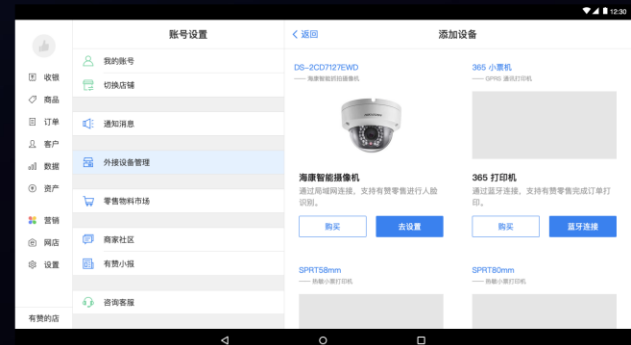 12:30
账号设置
返回
添加设备
收银
商品
订单
客户
数据
资产
营销
网店
设置
有赞的店
我的账号
切换店铺
通知消息
外接设备管理
零售物料市场
商家社区
有赞小报
咨询客服
DS-2CD7127EWD
—— 海康智能抓拍摄像机
海康智能摄像机
通过局域网连接，支持有赞零售进行人脸
识别。
购买
去设置
365 小票机
—— GPRS 通讯打印机
365 打印机
通过蓝牙连接，支持有赞零售完成订单打
印。
购买
蓝牙连接
SPRT58mm
—— 热敏小票打印机
SPRT80mm
—— 热敏小票打印机